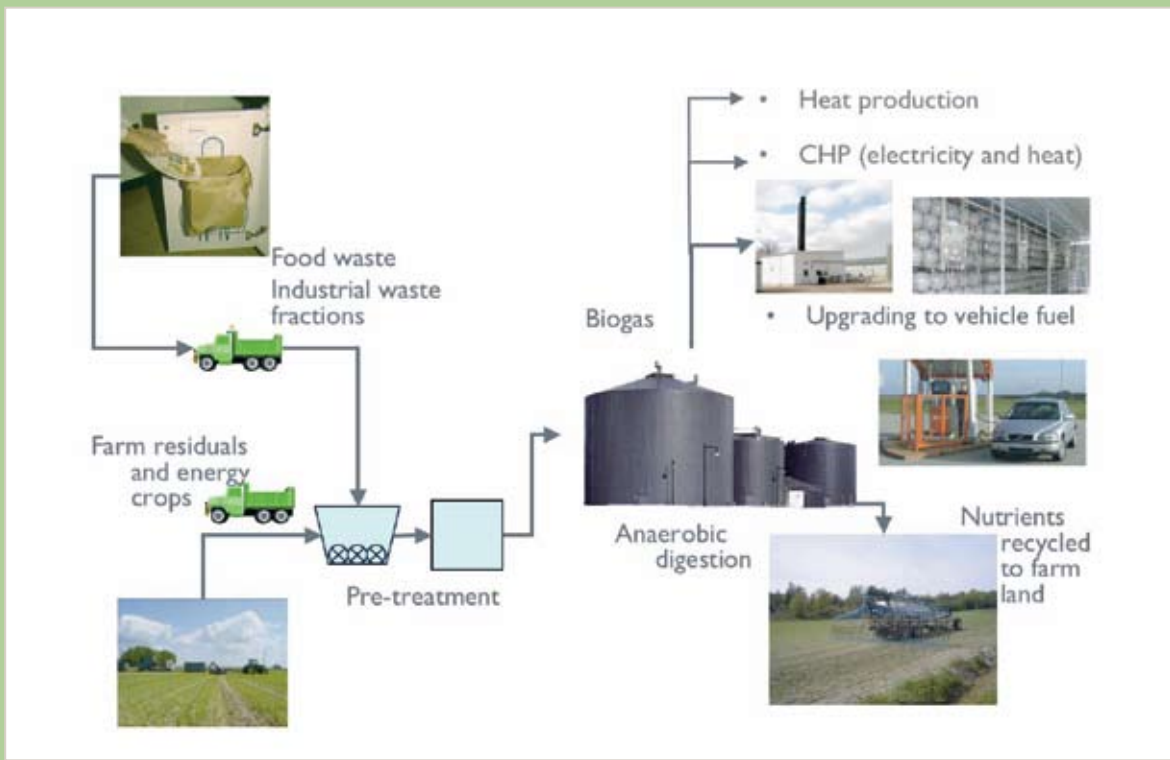 Food waste
Industrial waste
fractions
Farm residuals
and energy
crops
Pre-treatment
Biogas
Anaerobic
digestion
• Heat production
• CHP (electricity and heat)
• Upgrading to vehicle fuel
Nutrients
recycled
to farm
land